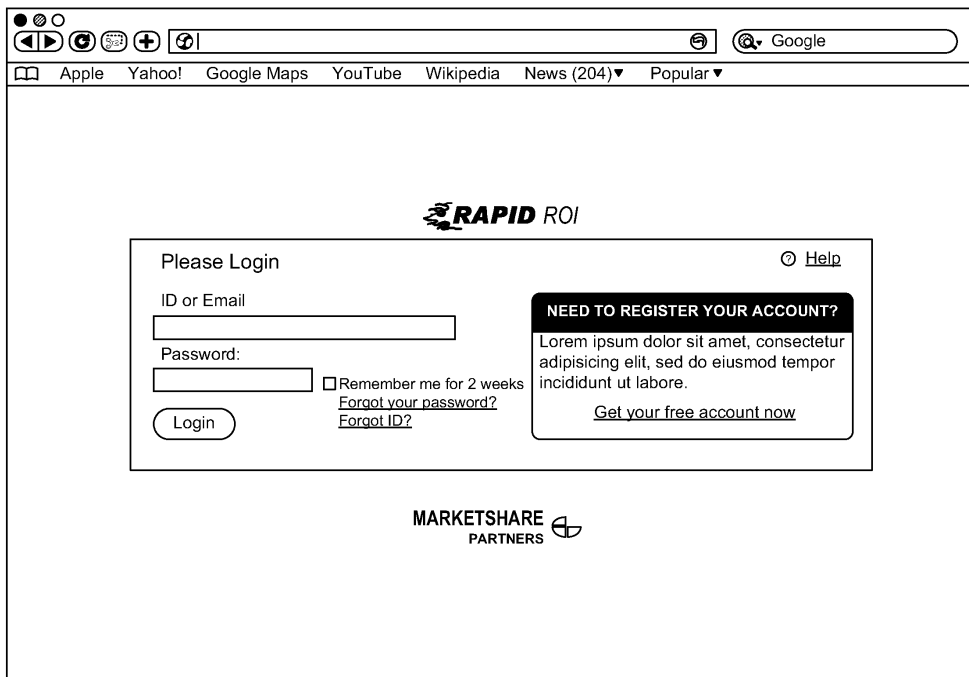 Google
Apple Yahoo! Google Maps YouTube Wikipedia News (204)▼ Popular ▼
RAPID ROI
Please Login
? Help
ID or Email
NEED TO REGISTER YOUR ACCOUNT?
Lorem ipsum dolor sit amet, consectetur
adipisicing elit, sed do eiusmod tempor
incididunt ut labore.
Get your free account now
Password:
Remember me for 2 weeks
Forgot your password?
Forgot ID?
Login
MARKETSHARE
PARTNERS